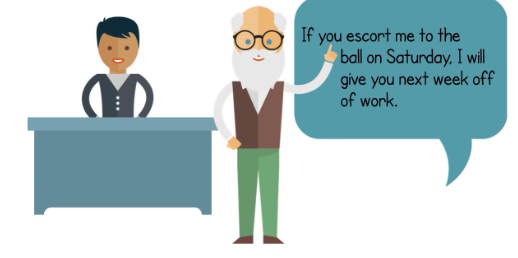 If you escort me to the
ball on Saturday, I will
give you next week off
of work.